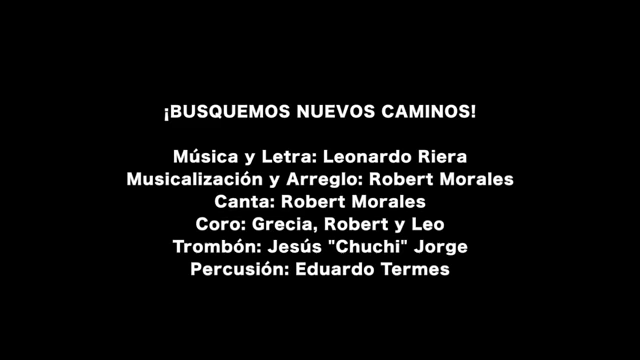 ¡BUSQUEMOS NUEVOS CAMINOS!
Música y Letra: Leonardo Riera
Musicalización y Arreglo: Robert Morales
Canta: Robert Morales
Coro: Grecia, Robert y Leo
Trombón: Jesús "Chuchi" Jorge
Percusión: Eduardo Termes